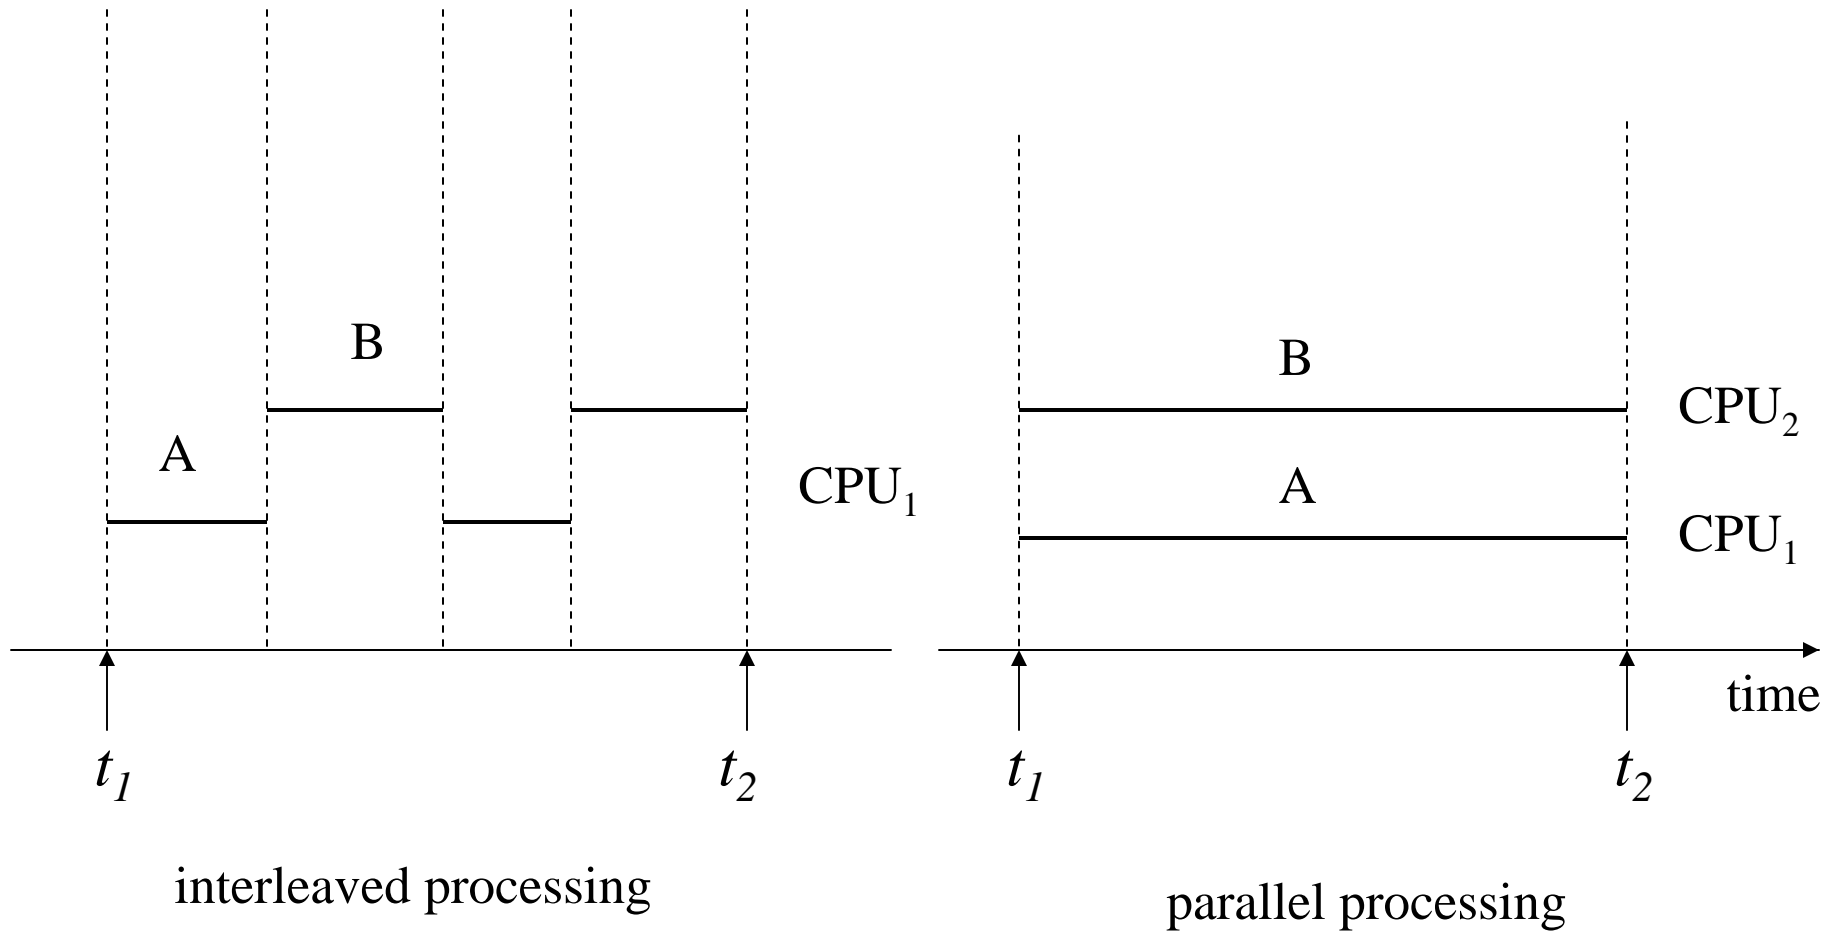 B
A
CPU₁
t₁
t₂
interleaved processing
B
CPU₂
A
CPU₁
time
t₁
t₂
parallel processing